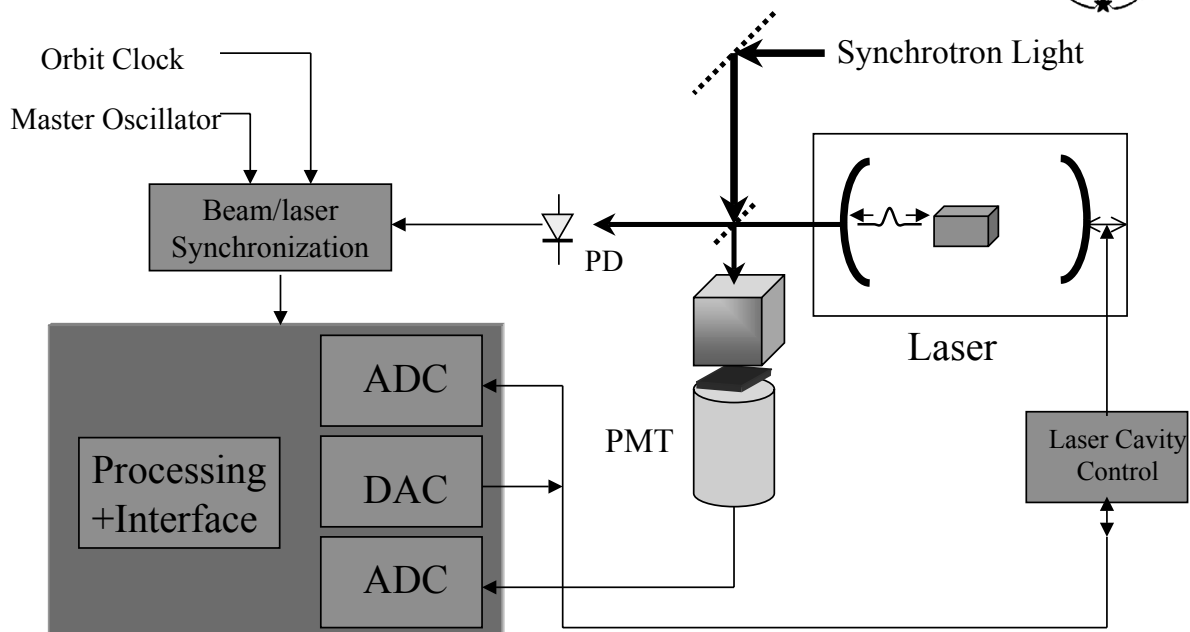 Orbit Clock
Synchrotron Light
Master Oscillator
Beam/laser
Synchronization
PD
Laser
ADC
PMT
Laser Cavity
Control
Processing
+Interface
DAC
ADC